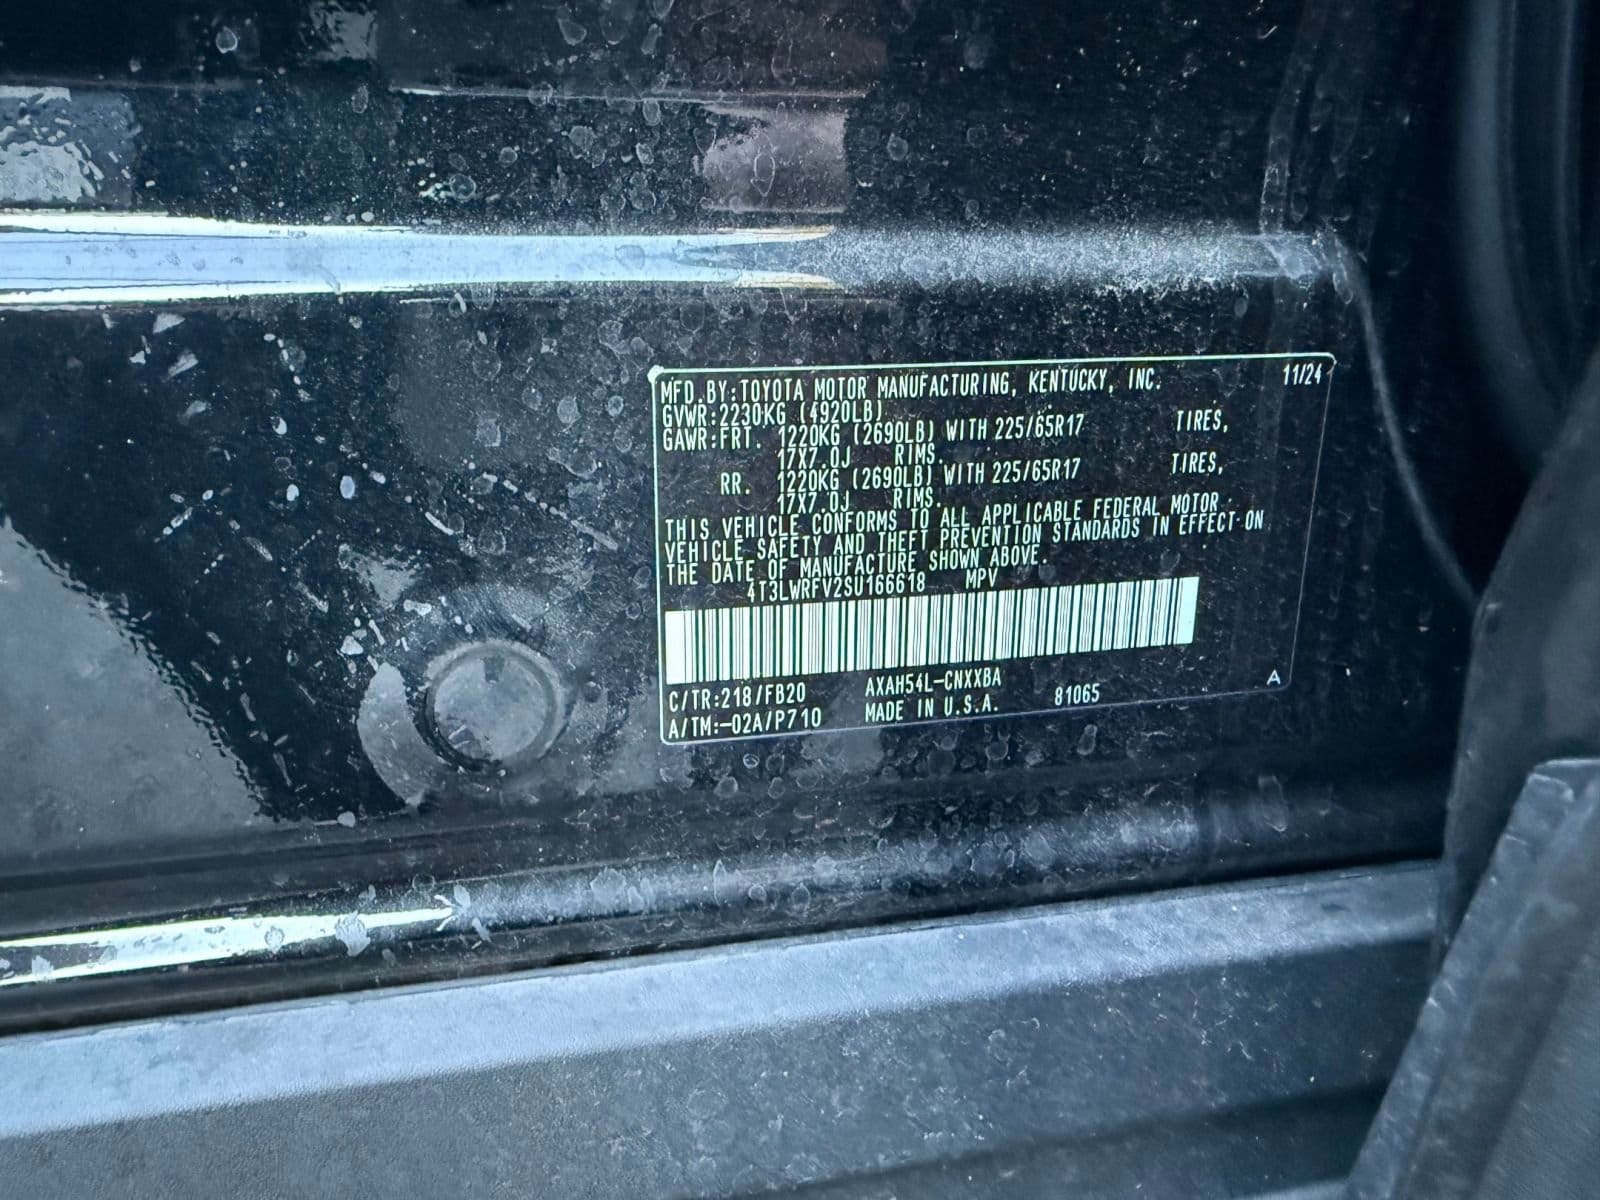 MFD.BY:TOYOTA MOTOR MANUFACTURING, KENTUCKY, INC. 11/24
GVWR:2230KG (4920LB)
GAWR:FRT. 1220KG (2690LB) WITH 225/65R17 TIRES,
17X7.0J RIMS.
RR. 1220KG (2690LB) WITH 225/65R17 TIRES,
17X7.0J RIMS.
THIS VEHICLE CONFORMS TO ALL APPLICABLE FEDERAL MOTOR
VEHICLE SAFETY AND THEFT PREVENTION STANDARDS IN EFFECT ON
THE DATE OF MANUFACTURE SHOWN ABOVE.
4T3LWRFV2SU166618 MPV
C/TR:218/FB20 AXAH54L-CNXXBA A
A/TM:-02A/P710 MADE IN U.S.A. 81065